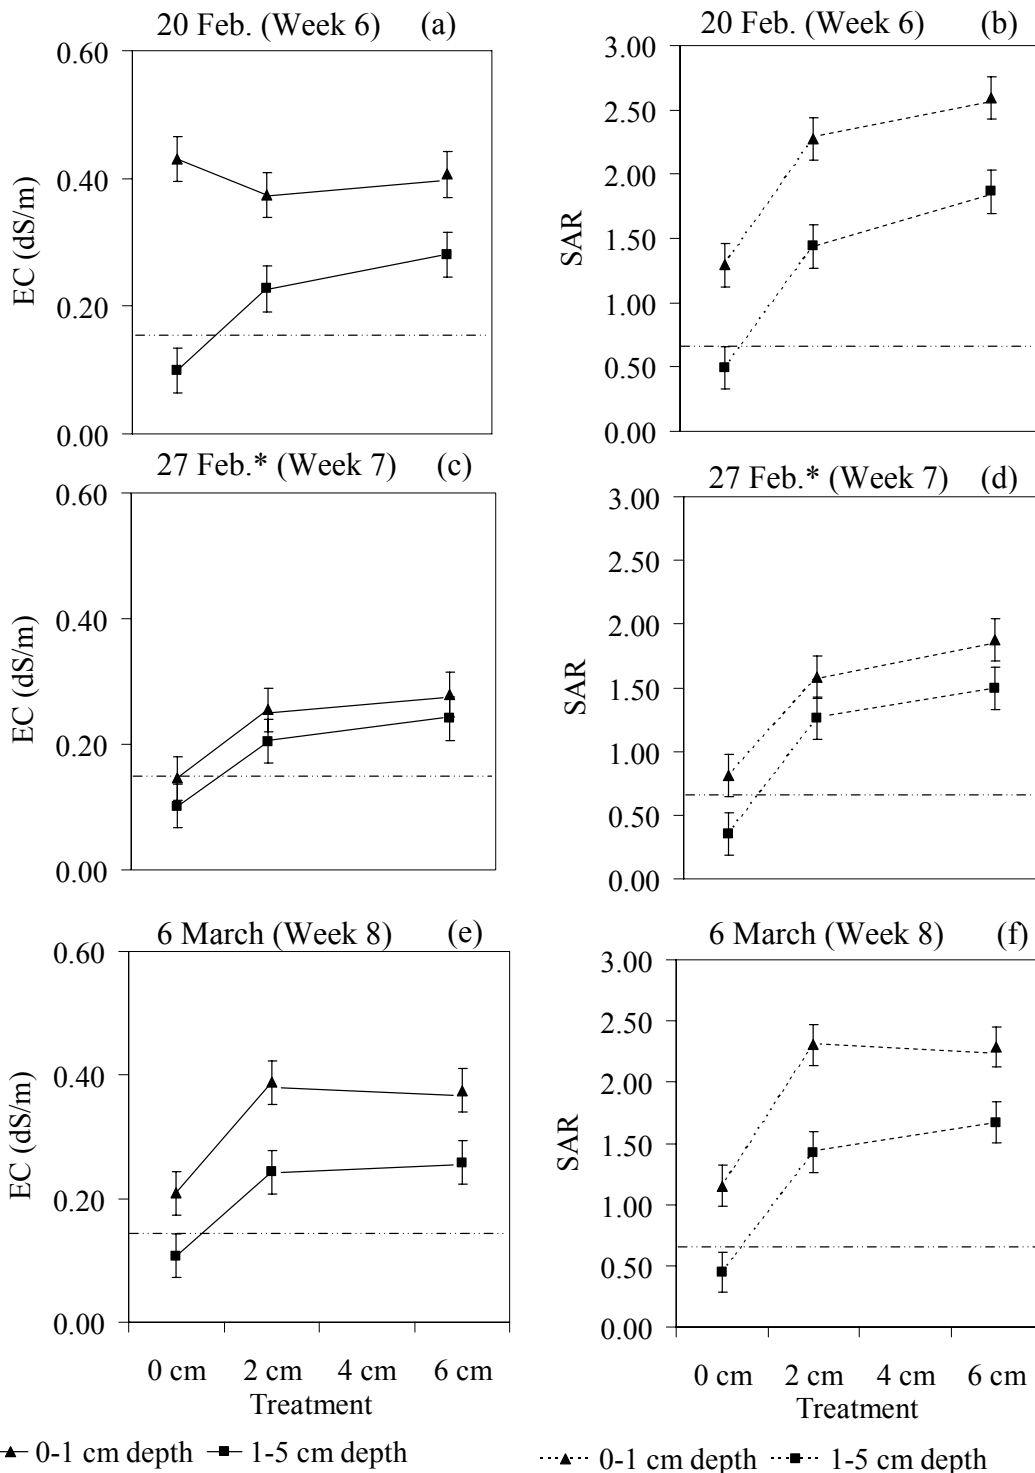 20 Feb. (Week 6) (a)
0.60
0.40
0.20
0.00
EC (dS/m)
20 Feb. (Week 6) (b)
3.00
2.50
2.00
1.50
1.00
0.50
0.00
SAR
27 Feb.* (Week 7) (c)
0.60
0.40
0.20
0.00
EC (dS/m)
27 Feb.* (Week 7) (d)
3.00
2.50
2.00
1.50
1.00
0.50
0.00
SAR
6 March (Week 8) (e)
0.60
0.40
0.20
0.00
EC (dS/m)
0 cm 2 cm 4 cm 6 cm
Treatment
0-1 cm depth 1-5 cm depth
6 March (Week 8) (f)
3.00
2.50
2.00
1.50
1.00
0.50
0.00
SAR
0 cm 2 cm 4 cm 6 cm
Treatment
0-1 cm depth 1-5 cm depth